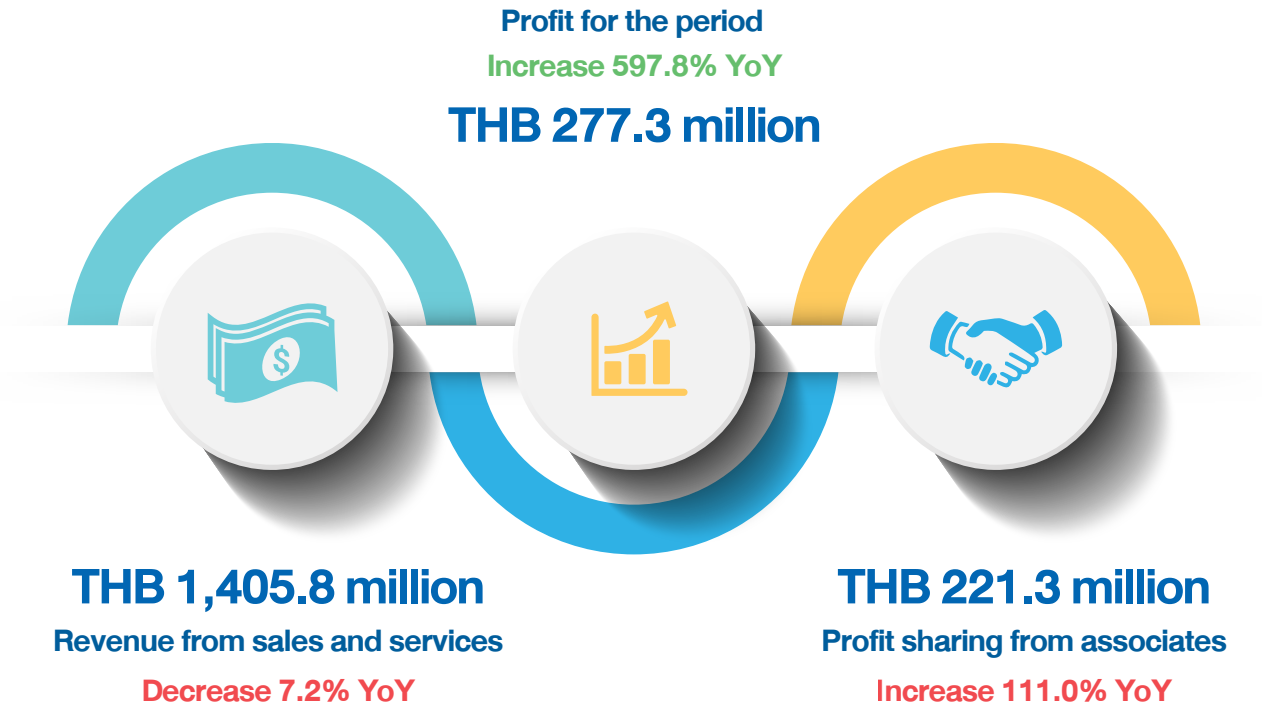 Profit for the period
Increase 597.8% YoY
THB 277.3 million
$
THB 1,405.8 million
Revenue from sales and services
Decrease 7.2% YoY
THB 221.3 million
Profit sharing from associates
Increase 111.0% YoY